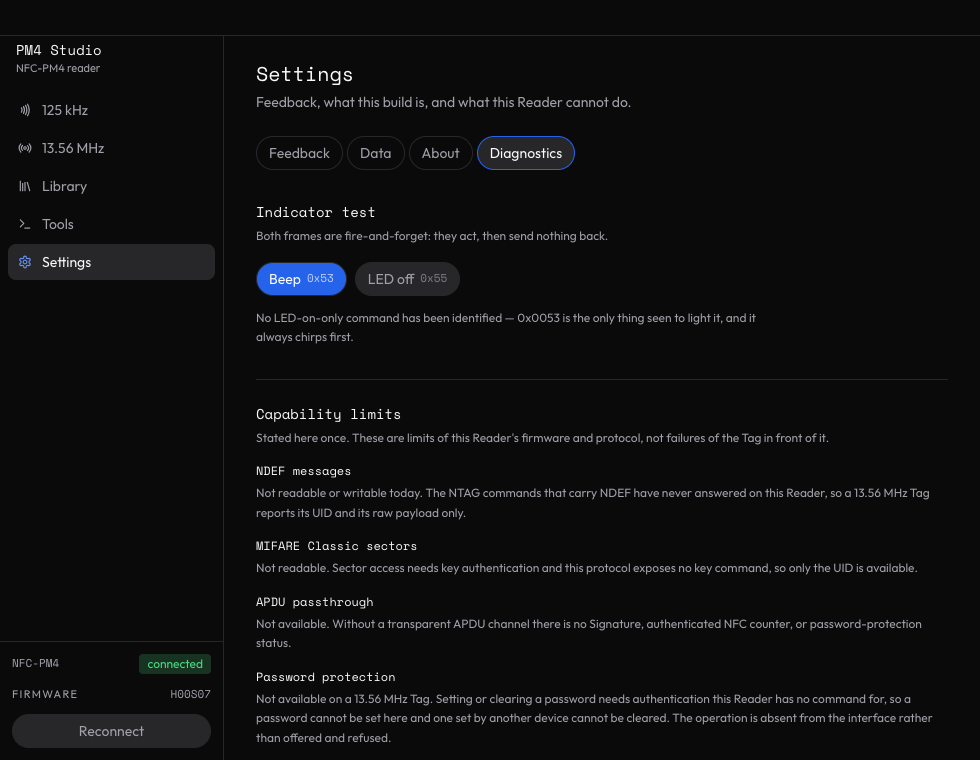 PM4 Studio
NFC-PM4 reader
125 kHz
13.56 MHz
Library
Tools
Settings
NFC-PM4
connected
FIRMWARE
H00S07
Reconnect
Settings
Feedback, what this build is, and what this Reader cannot do.
Feedback
Data
About
Diagnostics
Indicator test
Both frames are fire-and-forget: they act, then send nothing back.
Beep 0x53
LED off 0x55
No LED-on-only command has been identified — 0x0053 is the only thing seen to light it, and it
always chirps first.
Capability limits
Stated here once. These are limits of this Reader's firmware and protocol, not failures of the Tag in front of it.
NDEF messages
Not readable or writable today. The NTAG commands that carry NDEF have never answered on this Reader, so a 13.56 MHz Tag
reports its UID and its raw payload only.
MIFARE Classic sectors
Not readable. Sector access needs key authentication and this protocol exposes no key command, so only the UID is available.
APDU passthrough
Not available. Without a transparent APDU channel there is no Signature, authenticated NFC counter, or password-protection
status.
Password protection
Not available on a 13.56 MHz Tag. Setting or clearing a password needs authentication this Reader has no command for, so a
password cannot be set here and one set by another device cannot be cleared. The operation is absent from the interface rather
than offered and refused.